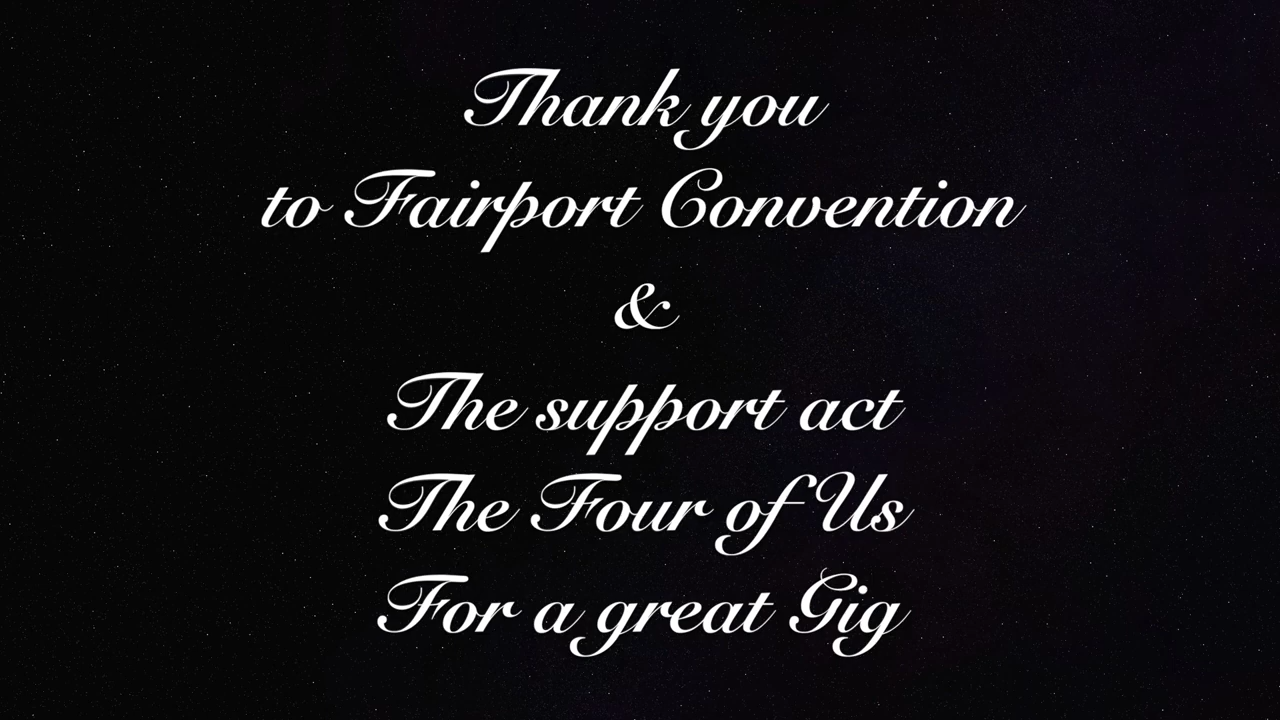 Thank you
to Fairport Convention
&
The support act
The Four of Us
For a great Gig